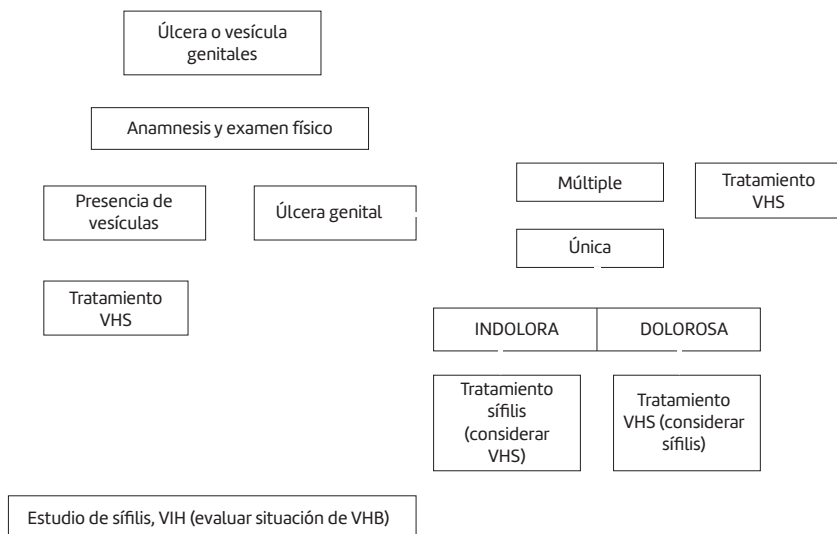 Úlcera o vesícula
genitales
Anamnesis y examen físico
Presencia de
vesículas
Úlcera genital
Múltiple
Tratamiento
VHS
Única
Tratamiento
VHS
INDOLORA
DOLOROSA
Tratamiento
sífilis
(considerar
VHS)
Tratamiento
VHS (considerar
sífilis)
Estudio de sífilis, VIH (evaluar situación de VHB)